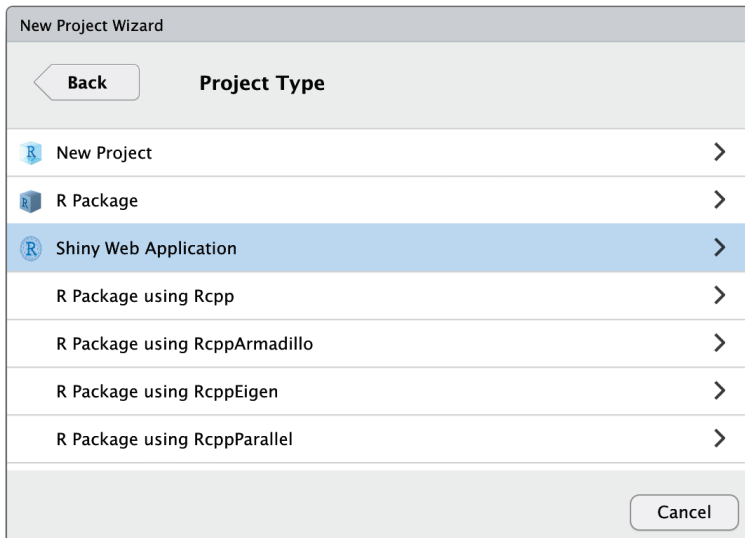 New Project Wizard
Back
Project Type
R New Project
R R Package
R Shiny Web Application
R Package using Rcpp
R Package using RcppArmadillo
R Package using RcppEigen
R Package using RcppParallel
Cancel